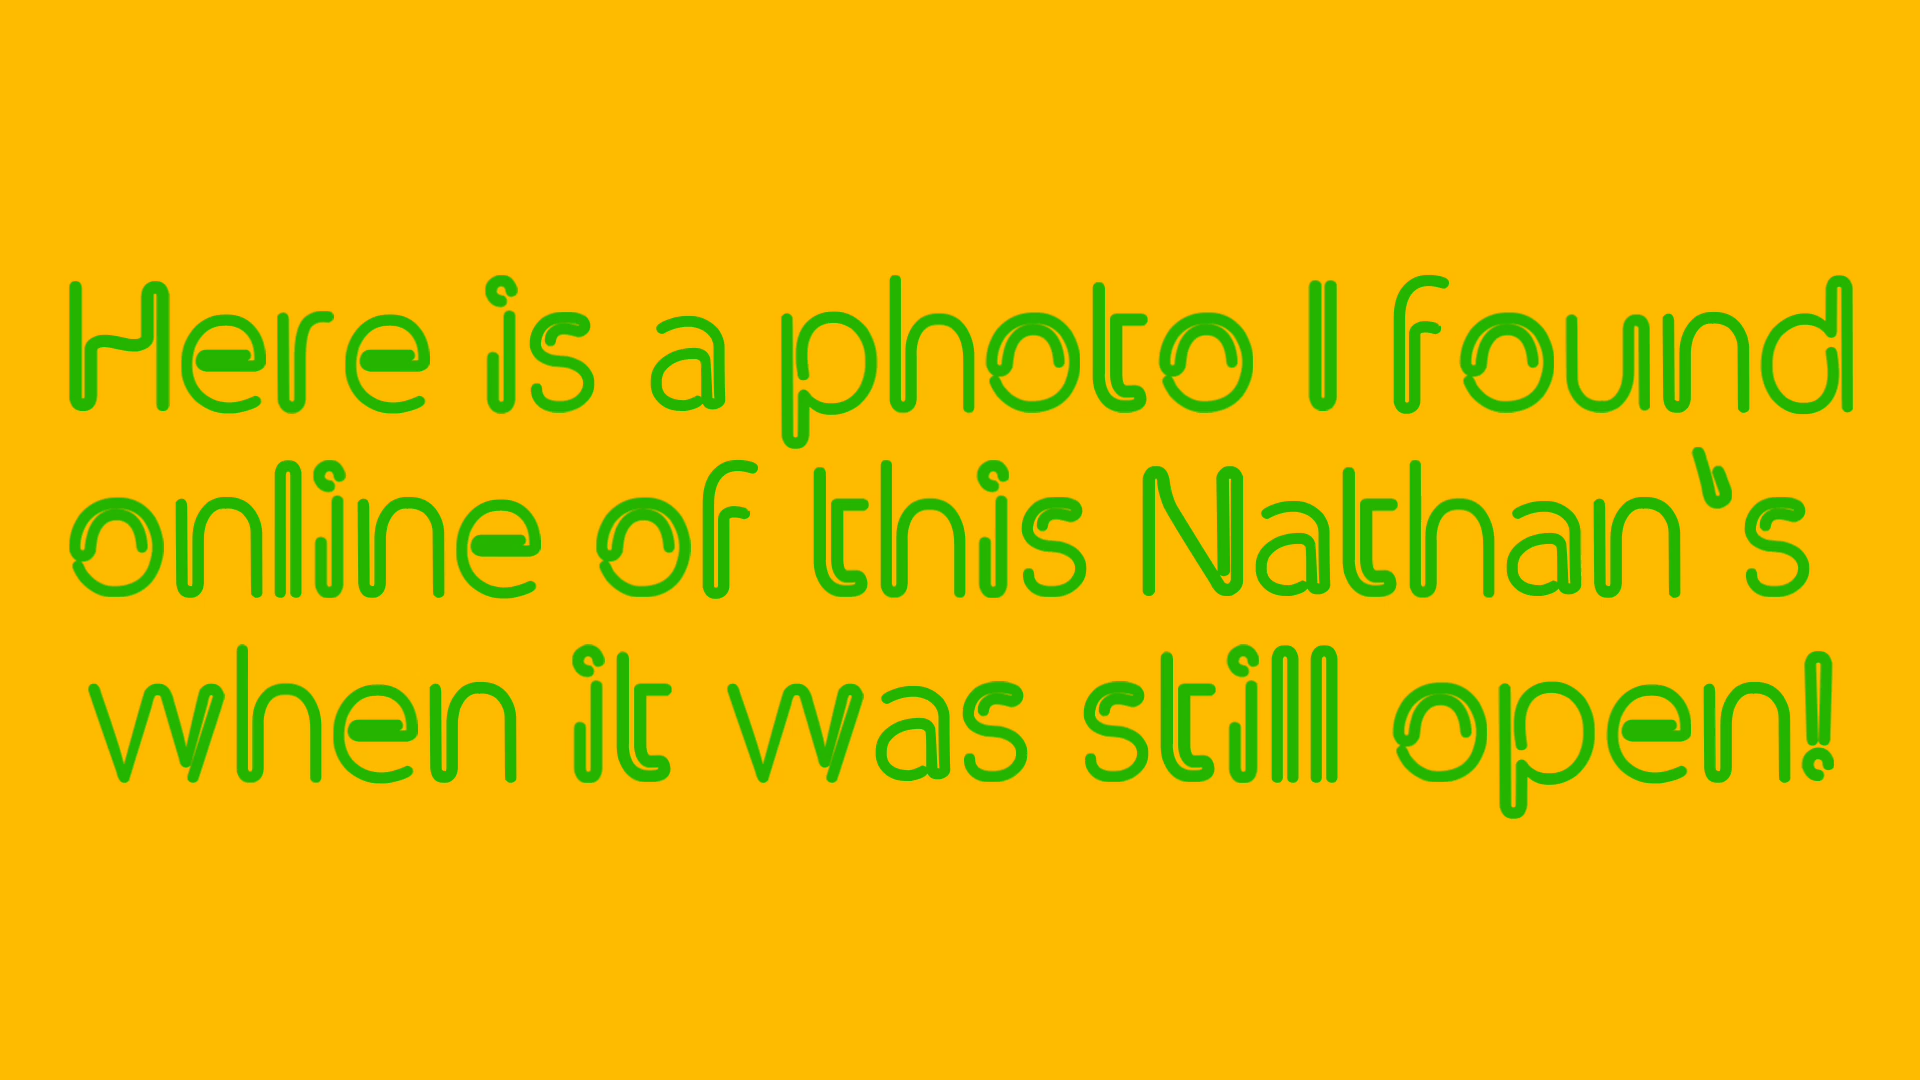 Here is a photo I found
online of this Nathan's
when it was still open!